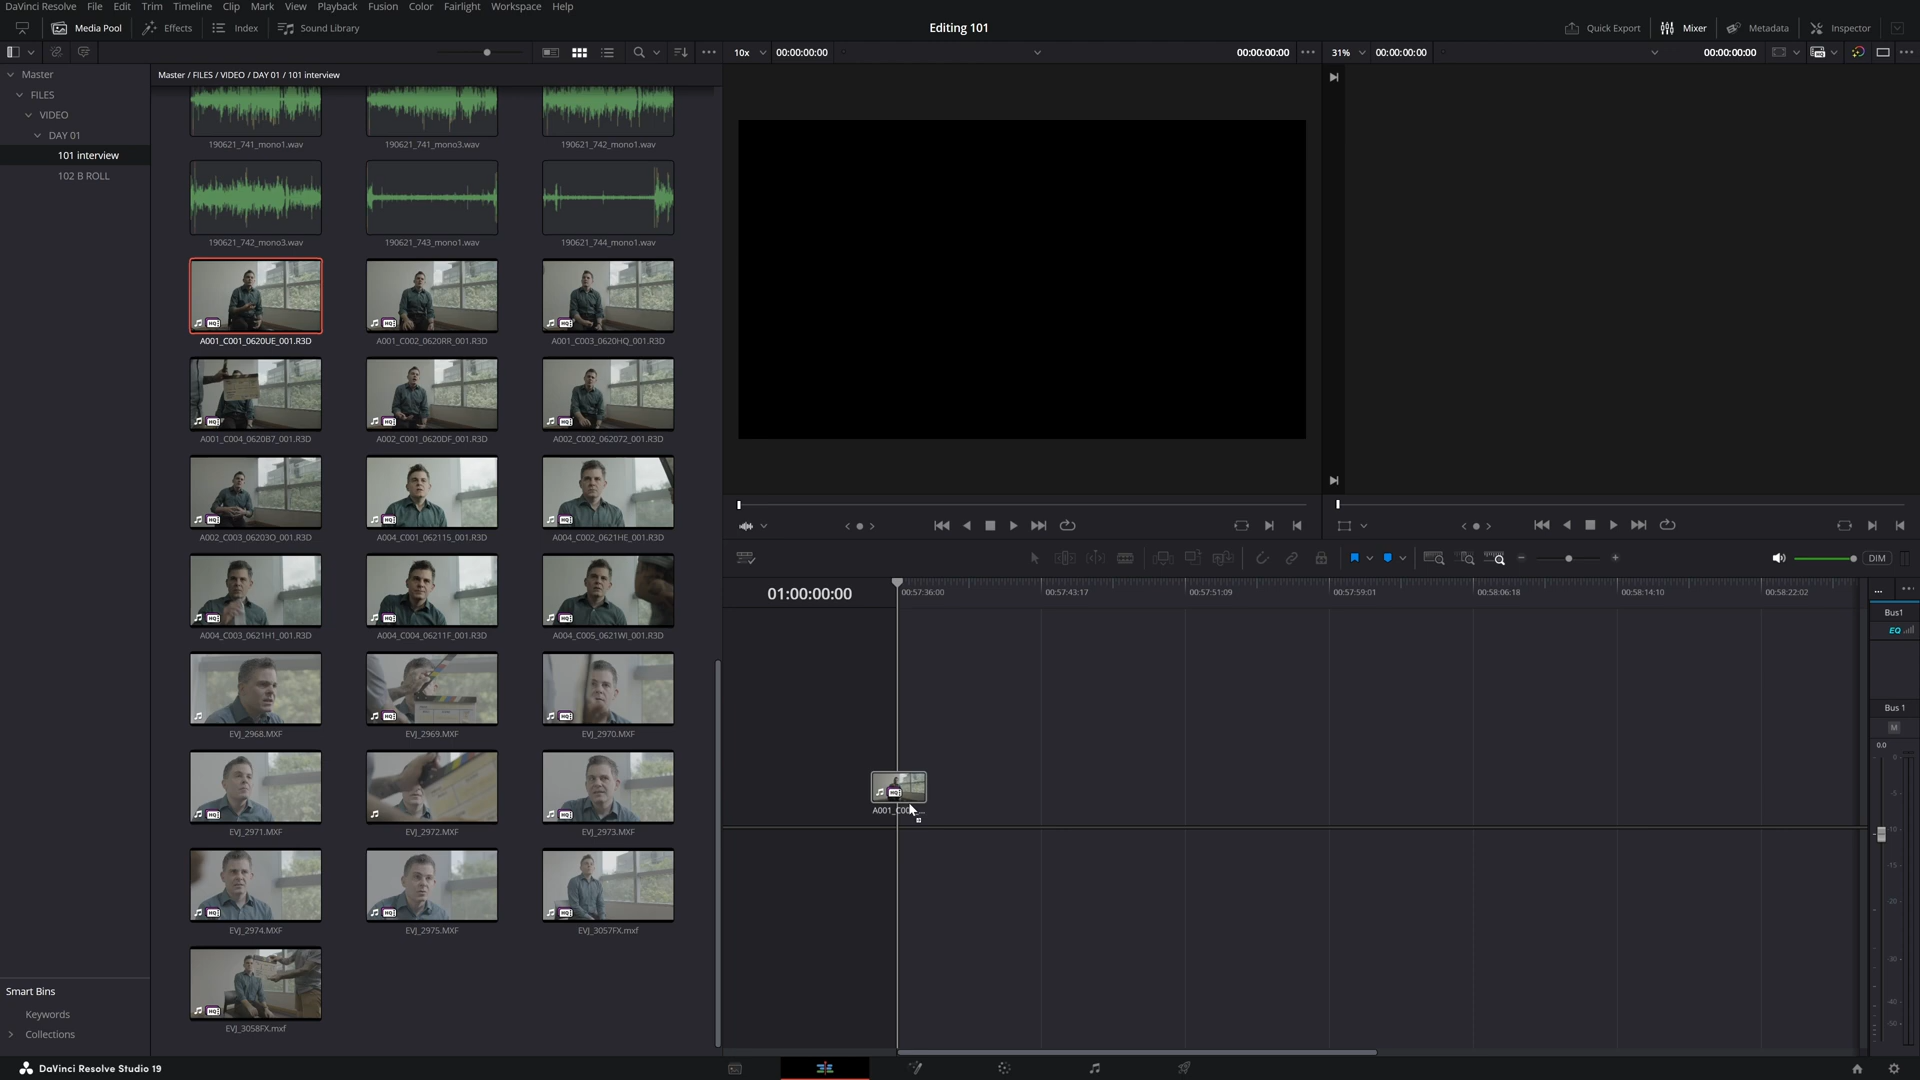 DaVinci Resolve File Edit Trim Timeline Clip Mark View Playback Fusion Color Fairlight Workspace Help
Media Pool Effects Index Sound Library
Editing 101
Quick Export Mixer Metadata Inspector
10x 00:00:00:00 00:00:00:00 31% 00:00:00:00 00:00:00:00
Master
FILES
VIDEO
DAY 01
101 interview
102 B ROLL
Master / FILES / VIDEO / DAY 01 / 101 interview
190621_741_mono1.wav 190621_741_mono3.wav 190621_742_mono1.wav
190621_742_mono3.wav 190621_743_mono1.wav 190621_744_mono1.wav
A001_C001_0620UE_001.R3D A001_C002_0620RR_001.R3D A001_C003_0620HQ_001.R3D
A001_C004_0620B7_001.R3D A002_C001_0620DF_001.R3D A002_C002_062072_001.R3D
A002_C003_06203O_001.R3D A004_C001_06211S_001.R3D A004_C002_0621HE_001.R3D
A004_C003_0621H1_001.R3D A004_C004_06211F_001.R3D A004_C005_0621WI_001.R3D
EVJ_2968.MXF EVJ_2969.MXF EVJ_2970.MXF
EVJ_2971.MXF EVJ_2972.MXF EVJ_2973.MXF
EVJ_2974.MXF EVJ_2975.MXF EVJ_3057FX.mxf
EVJ_3058FX.mxf
DIM
01:00:00:00
00:57:36:00 00:57:43:17 00:57:51:09 00:57:59:01 00:58:06:18 00:58:14:10 00:58:22:02
Bus1
EQ
Bus 1
M
0.0
Smart Bins
Keywords
Collections
DaVinci Resolve Studio 19